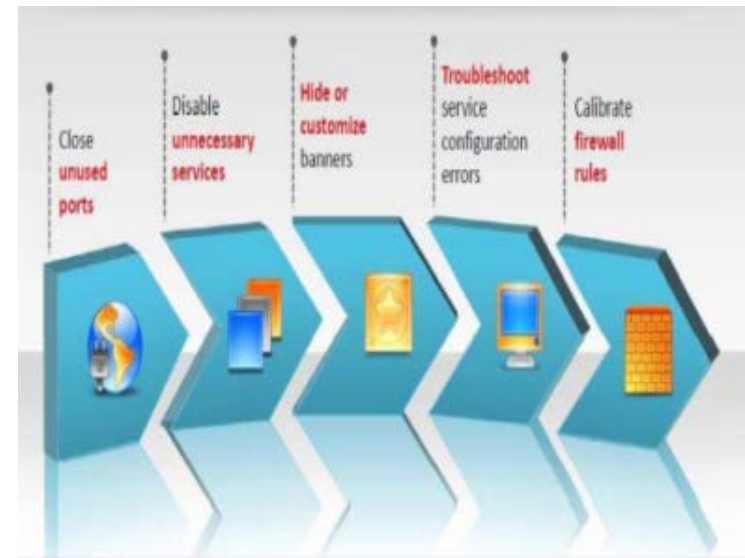 Close
unused
ports
Disable
unnecessary
services
Hide or
customize
banners
Troubleshoot
service
configuration
errors
Calibrate
firewall
rules